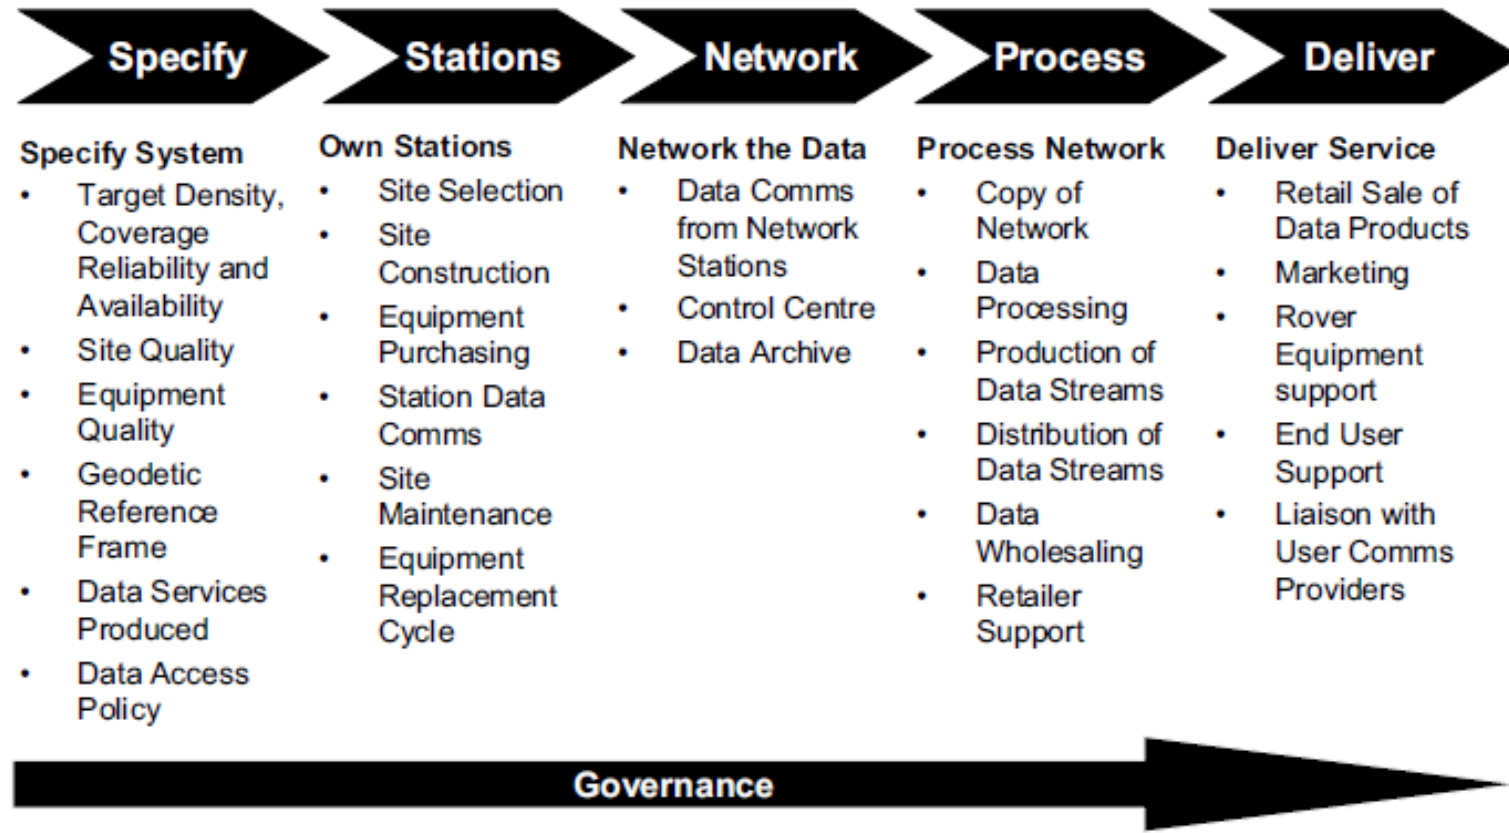 Specify
Stations
Network
Process
Deliver
Specify System
• Target Density,
Coverage
Reliability and
Availability
• Site Quality
• Equipment
Quality
• Geodetic
Reference
Frame
• Data Services
Produced
• Data Access
Policy
Own Stations
• Site Selection
• Site
Construction
• Equipment
Purchasing
• Station Data
Comms
• Site
Maintenance
• Equipment
Replacement
Cycle
Network the Data
• Data Comms
from Network
Stations
• Control Centre
• Data Archive
Process Network
• Copy of
Network
• Data
Processing
• Production of
Data Streams
• Distribution of
Data Streams
• Data
Wholesaling
• Retailer
Support
Deliver Service
• Retail Sale of
Data Products
• Marketing
• Rover
Equipment
support
• End User
Support
• Liaison with
User Comms
Providers
Governance